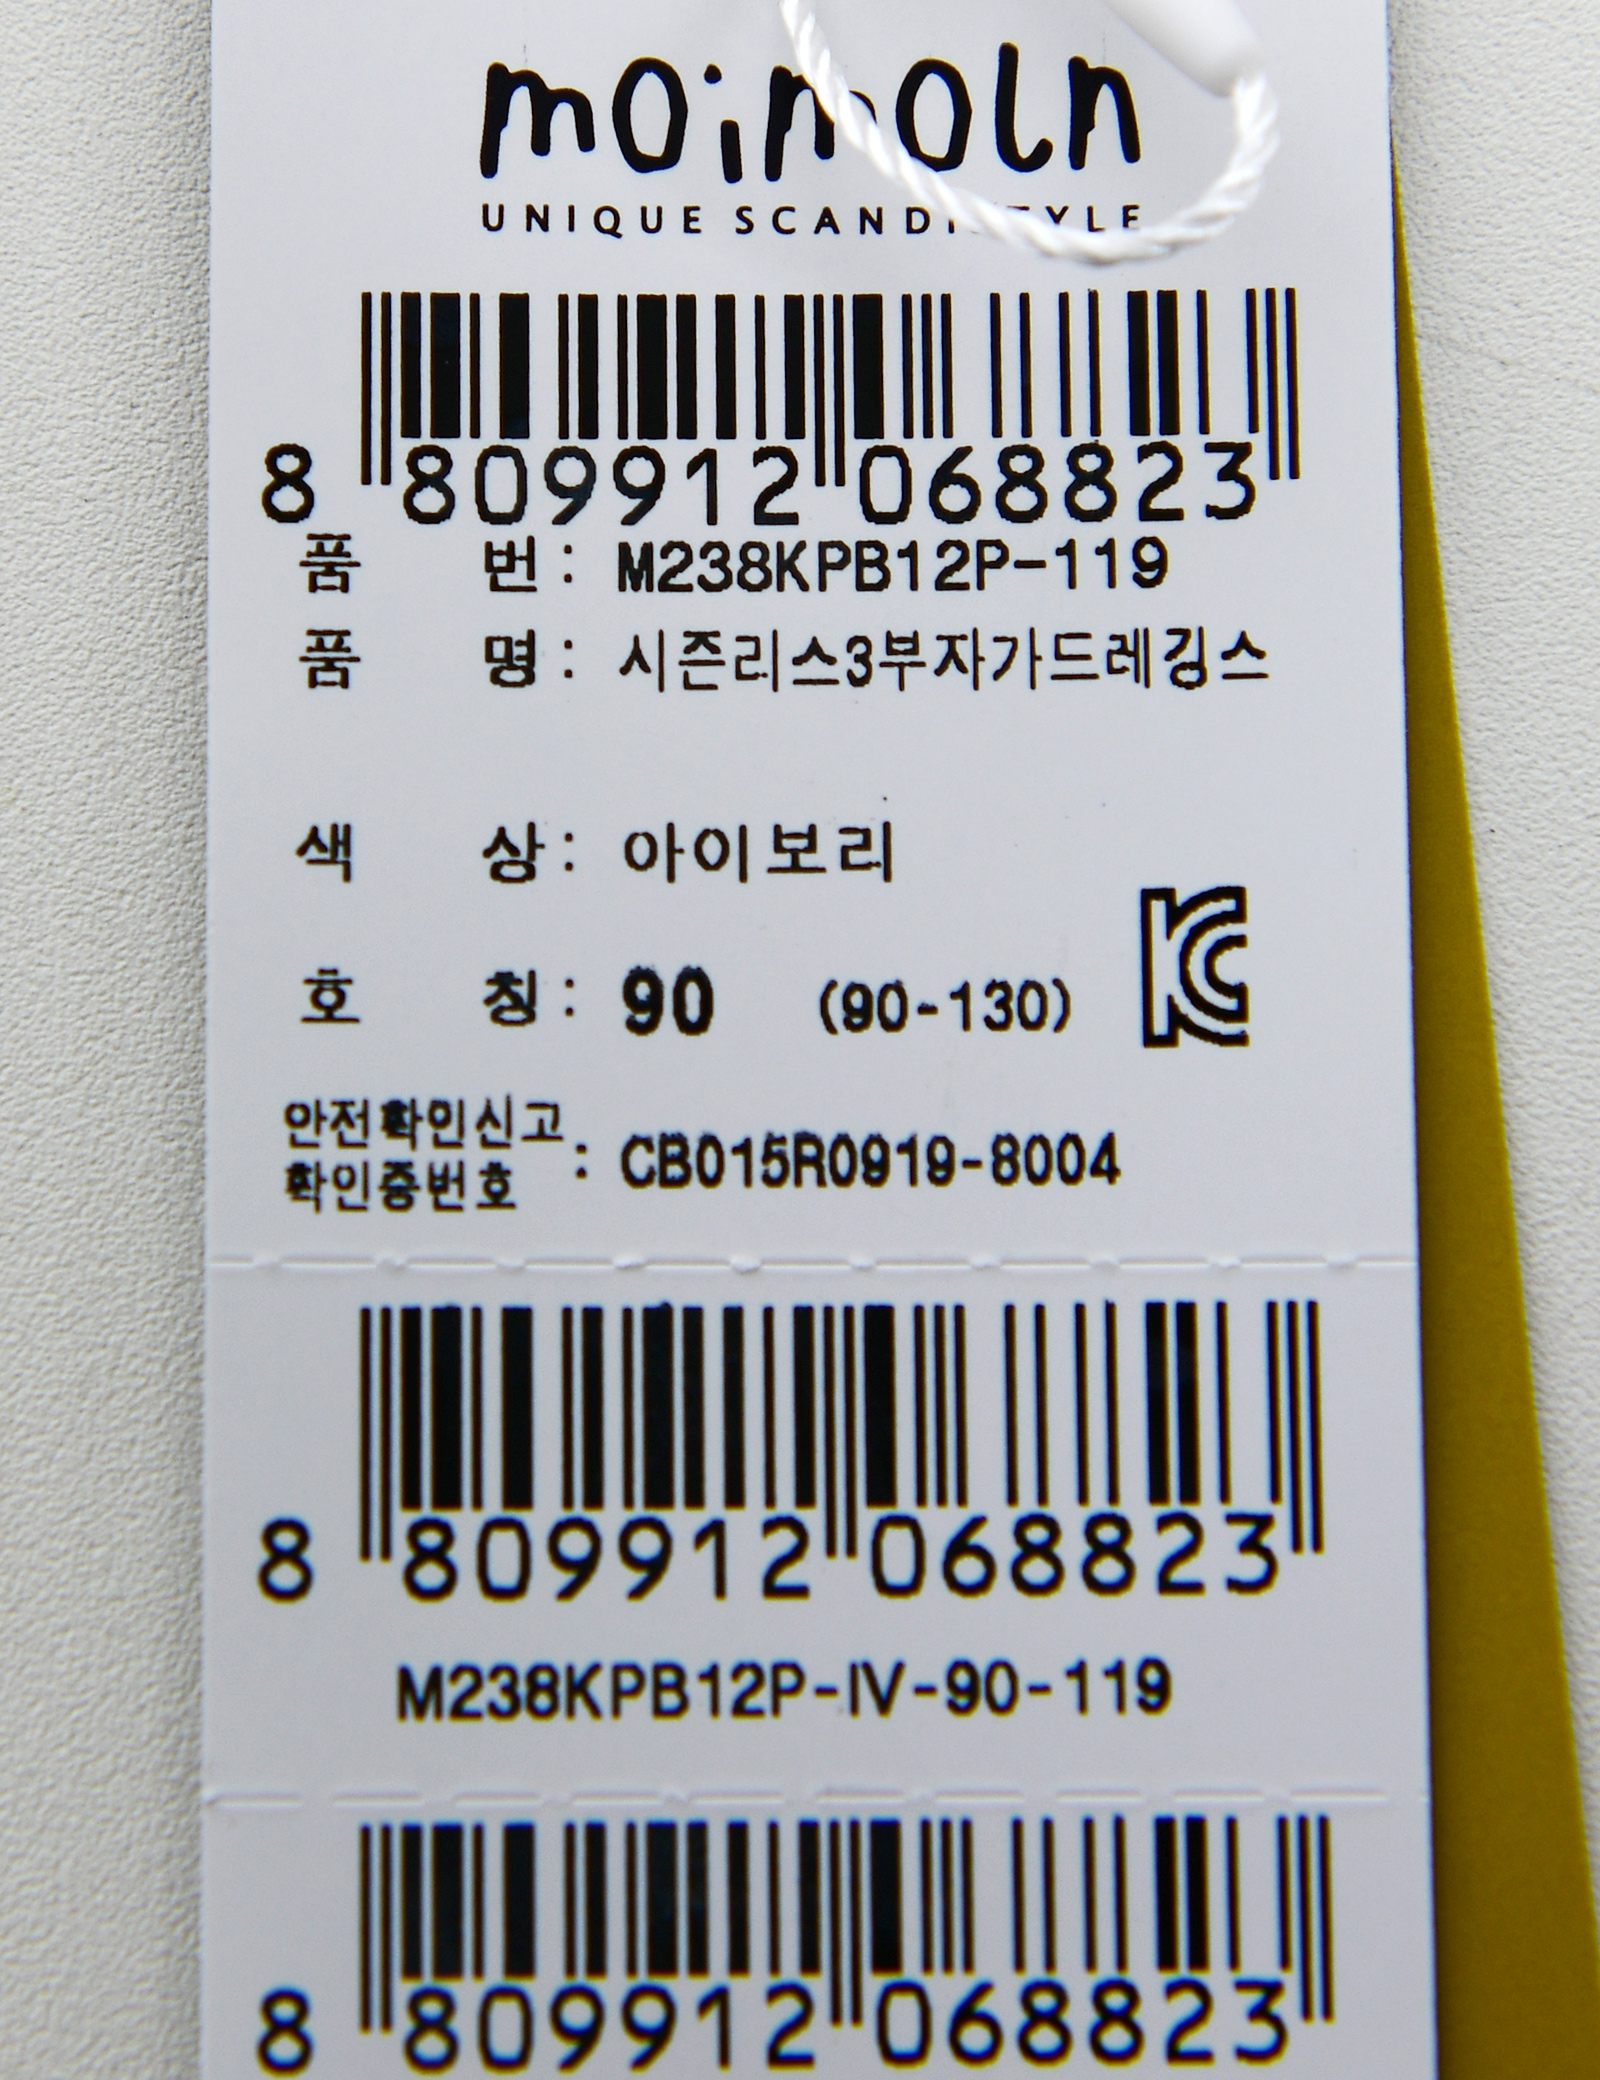 moimoln
UNIQUE SCANDI STYLE
8 809912 068823
품 번: M238KPB12P-119
품 명: 시즌리스3부자가드레깅스
색 상: 아이보리
호 칭: 90 (90-130)
안전확인신고
확인증번호 : CB015R0919-8004
8 809912 068823
M238KPB12P-IV-90-119
8 809912 068823